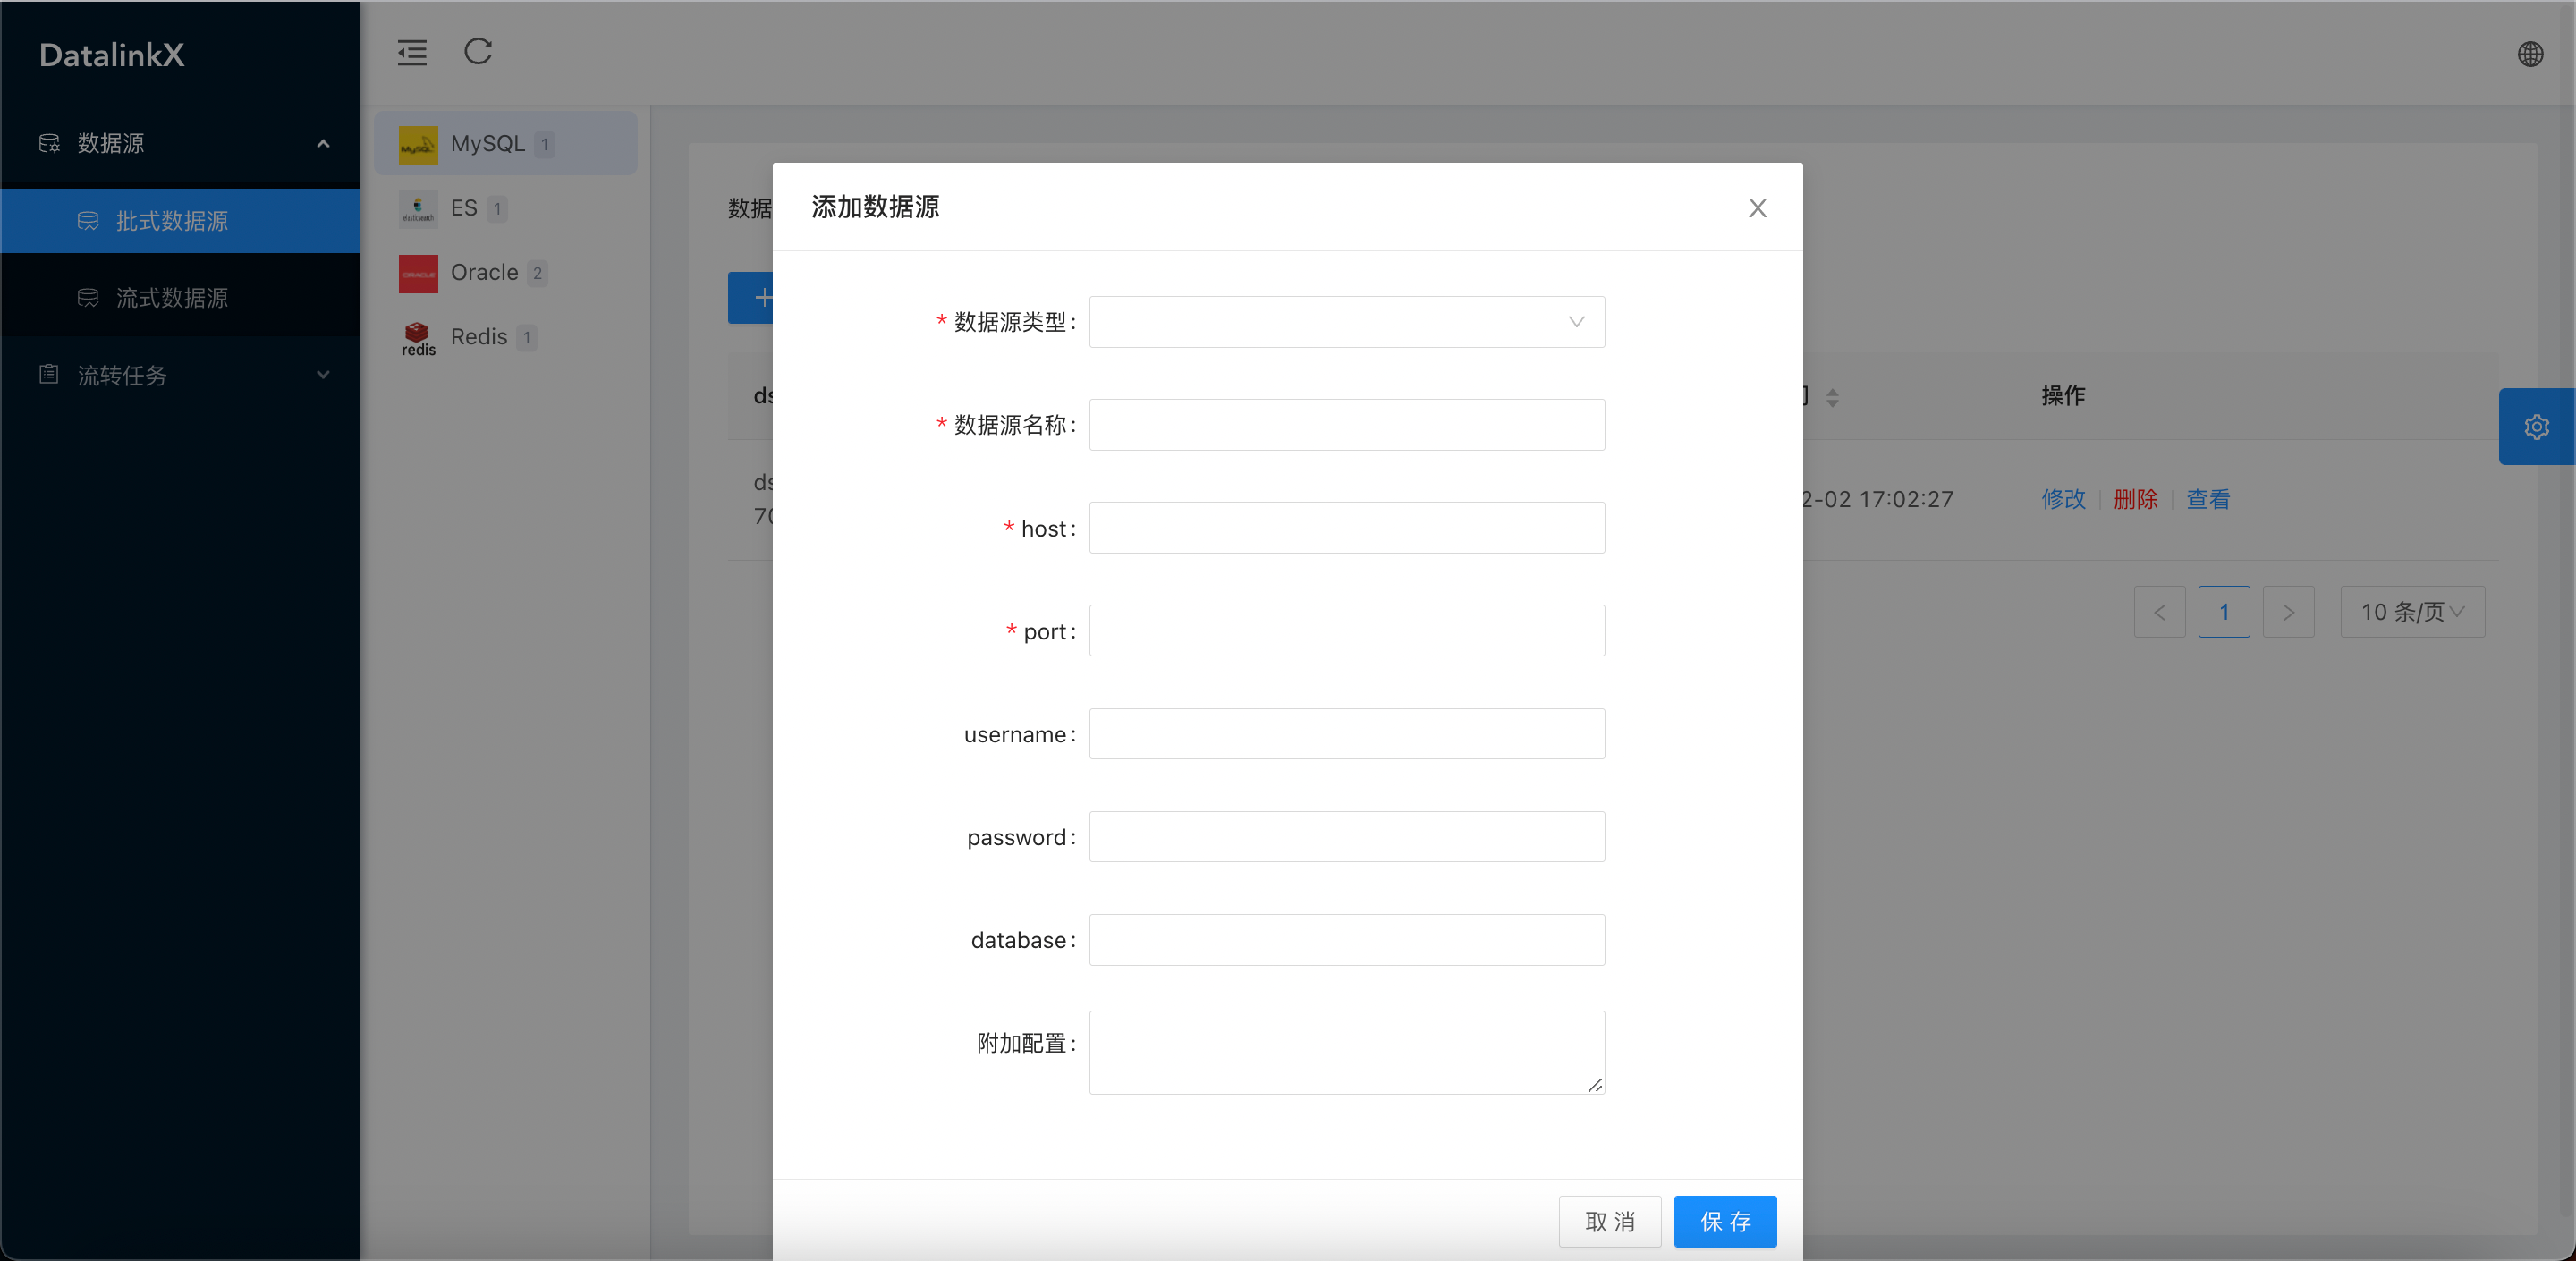 DatalinkX
数据源
批式数据源
流式数据源
流转任务
MySQL 1
ES 1
Oracle 2
redis
Redis 1
数据
添加数据源
* 数据源类型:
* 数据源名称:
* host:
* port:
username:
password:
database:
附加配置:
取 消
保 存
ds
操作
ds
70
2-02 17:02:27
修改
删除
查看
1
10 条/页